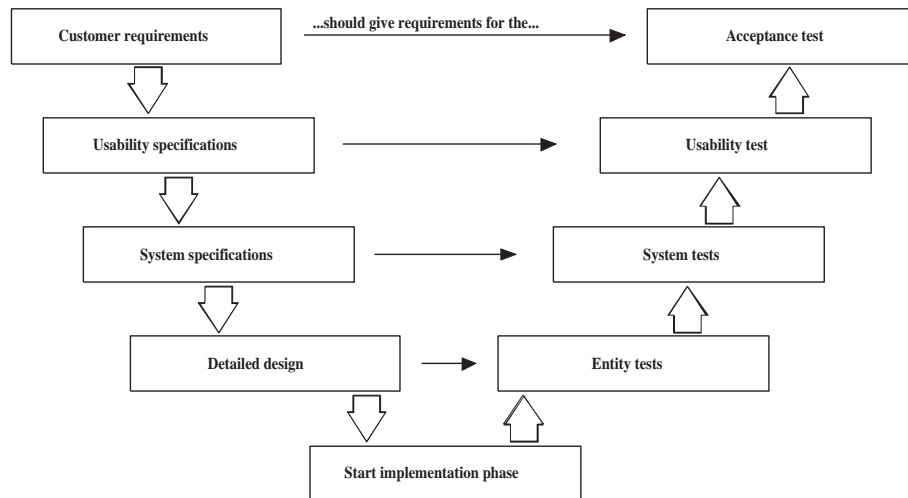 ...should give requirements for the...
Customer requirements
Acceptance test
Usability specifications
Usability test
System specifications
System tests
Detailed design
Entity tests
Start implementation phase